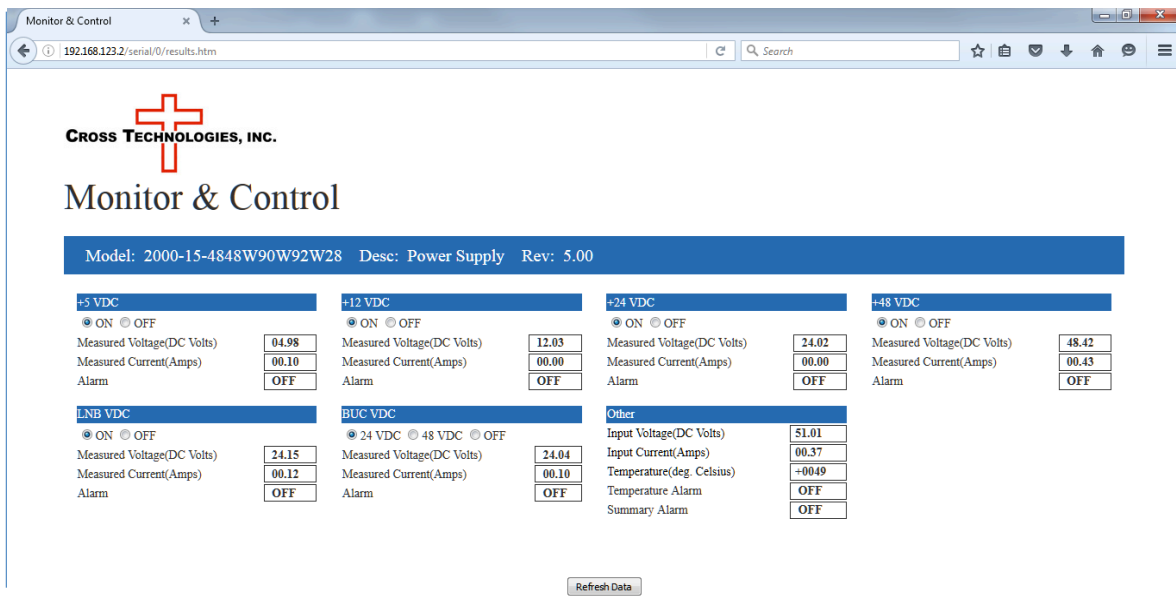 Monitor & Control
192.168.123.2/serial/0/results.htm
Search
CROSS TECHNOLOGIES, INC.
Monitor & Control
Model: 2000-15-4848W90W92W28 Desc: Power Supply Rev: 5.00
+5 VDC
ON OFF
Measured Voltage(DC Volts) 04.98
Measured Current(Amps) 00.10
Alarm OFF
+12 VDC
ON OFF
Measured Voltage(DC Volts) 12.03
Measured Current(Amps) 00.00
Alarm OFF
+24 VDC
ON OFF
Measured Voltage(DC Volts) 24.02
Measured Current(Amps) 00.00
Alarm OFF
+48 VDC
ON OFF
Measured Voltage(DC Volts) 48.42
Measured Current(Amps) 00.43
Alarm OFF
LNB VDC
ON OFF
Measured Voltage(DC Volts) 24.15
Measured Current(Amps) 00.12
Alarm OFF
BUC VDC
24 VDC 48 VDC OFF
Measured Voltage(DC Volts) 24.04
Measured Current(Amps) 00.10
Alarm OFF
Other
Input Voltage(DC Volts) 51.01
Input Current(Amps) 00.37
Temperature(deg. Celsius) +0049
Temperature Alarm OFF
Summary Alarm OFF
Refresh Data